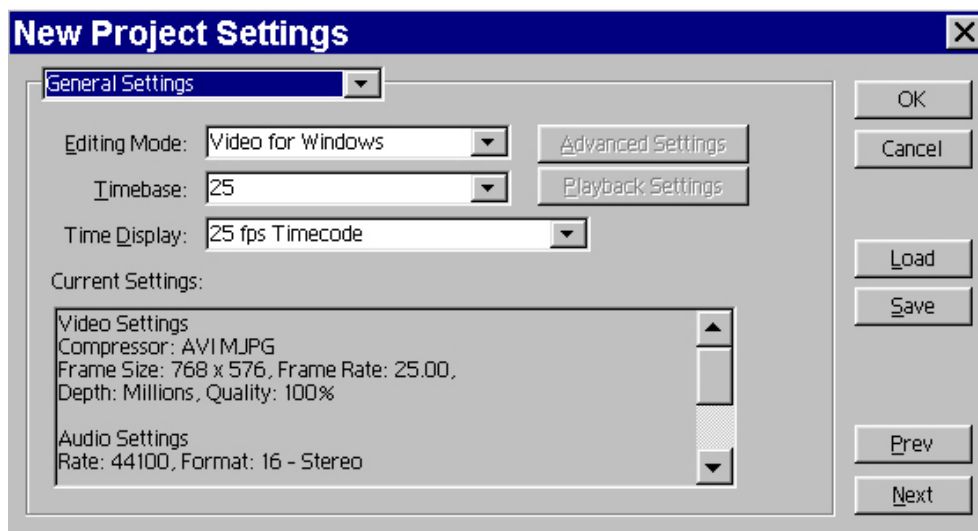 New Project Settings
General Settings
OK
Editing Mode: Video for Windows
Advanced Settings
Cancel
Timebase: 25
Playback Settings
Time Display: 25 fps Timecode
Load
Current Settings:
Save
Video Settings
Compressor: AVI MJPG
Frame Size: 768 x 576, Frame Rate: 25.00,
Depth: Millions, Quality: 100%
Audio Settings
Rate: 44100, Format: 16 - Stereo
Prev
Next